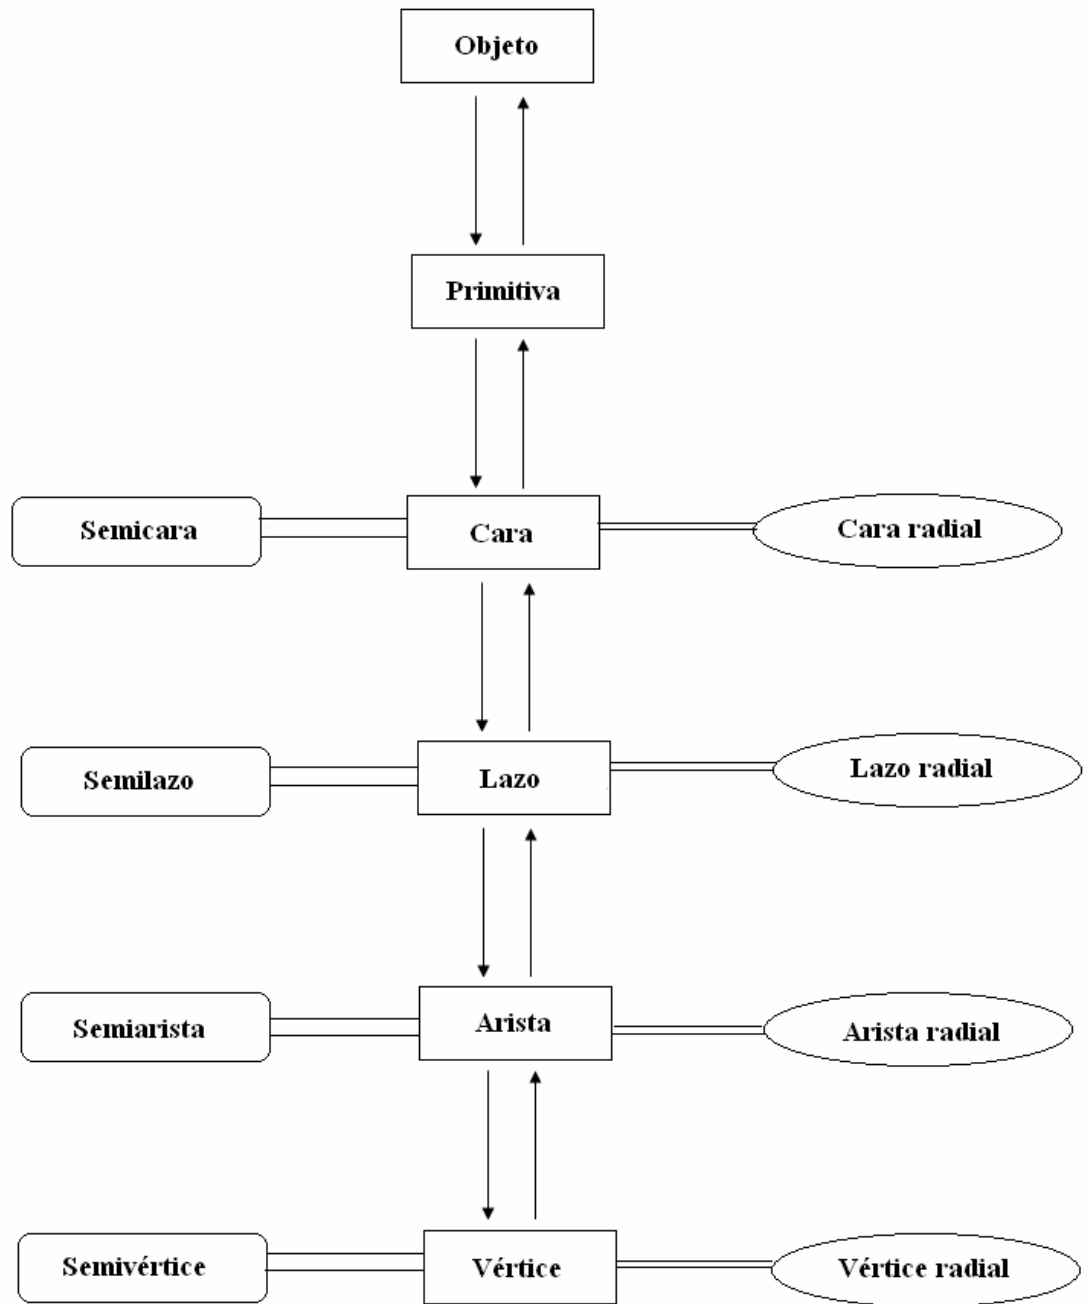 Objeto
Primitiva
Semicara
Cara
Cara radial
Semilazo
Lazo
Lazo radial
Semiarista
Arista
Arista radial
Semivértice
Vértice
Vértice radial